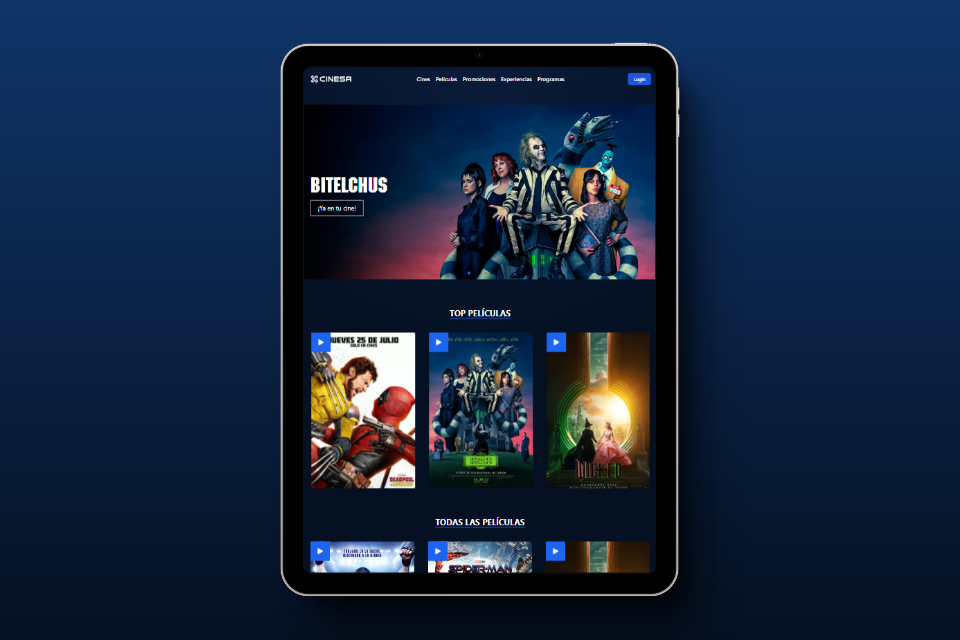 CINESA
Cines Películas Promociones Experiencias Programas
Login
BITELCHUS
¡Ya en tu cine!
TOP PELÍCULAS
JUEVES 25 DE JULIO
SOLO EN CINES
DEADPOOL
WICKED
TODAS LAS PELÍCULAS
SPIDER-MAN